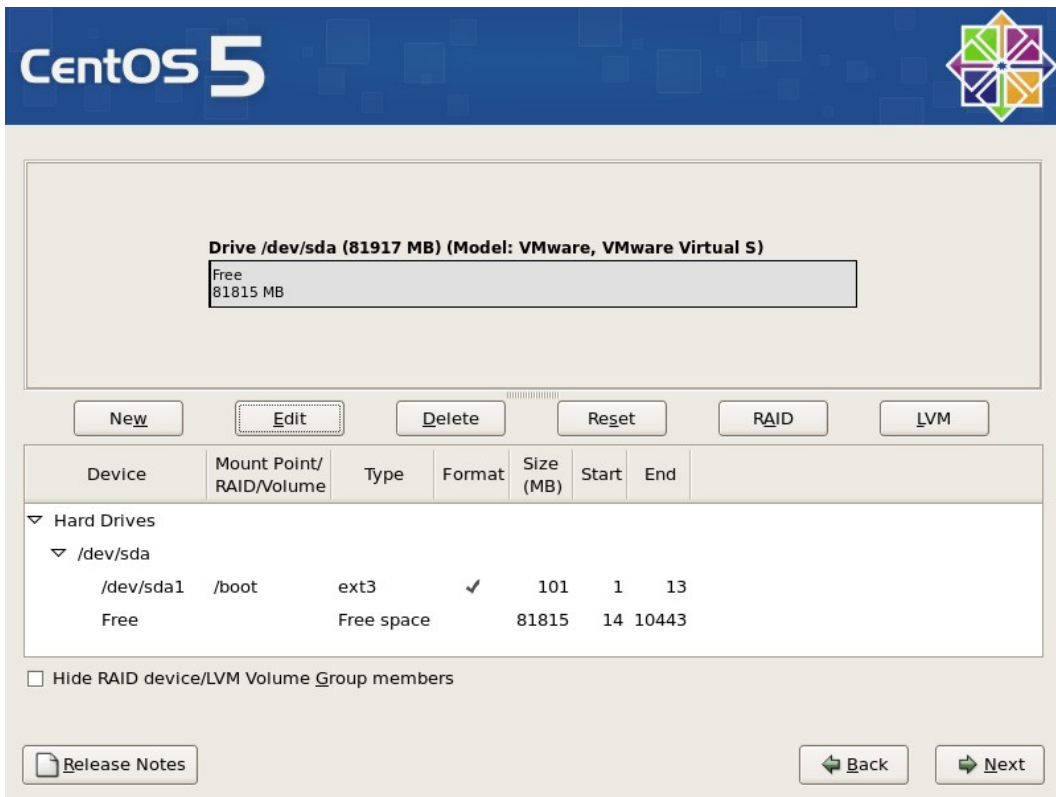 CentOS 5
Drive /dev/sda (81917 MB) (Model: VMware, VMware Virtual S)
Free
81815 MB
New Edit Delete Reset RAID LVM
Device Mount Point/ RAID/Volume Type Format Size (MB) Start End
Hard Drives
/dev/sda
/dev/sda1 /boot ext3 ✓ 101 1 13
Free Free space 81815 14 10443
Hide RAID device/LVM Volume Group members
Release Notes Back Next